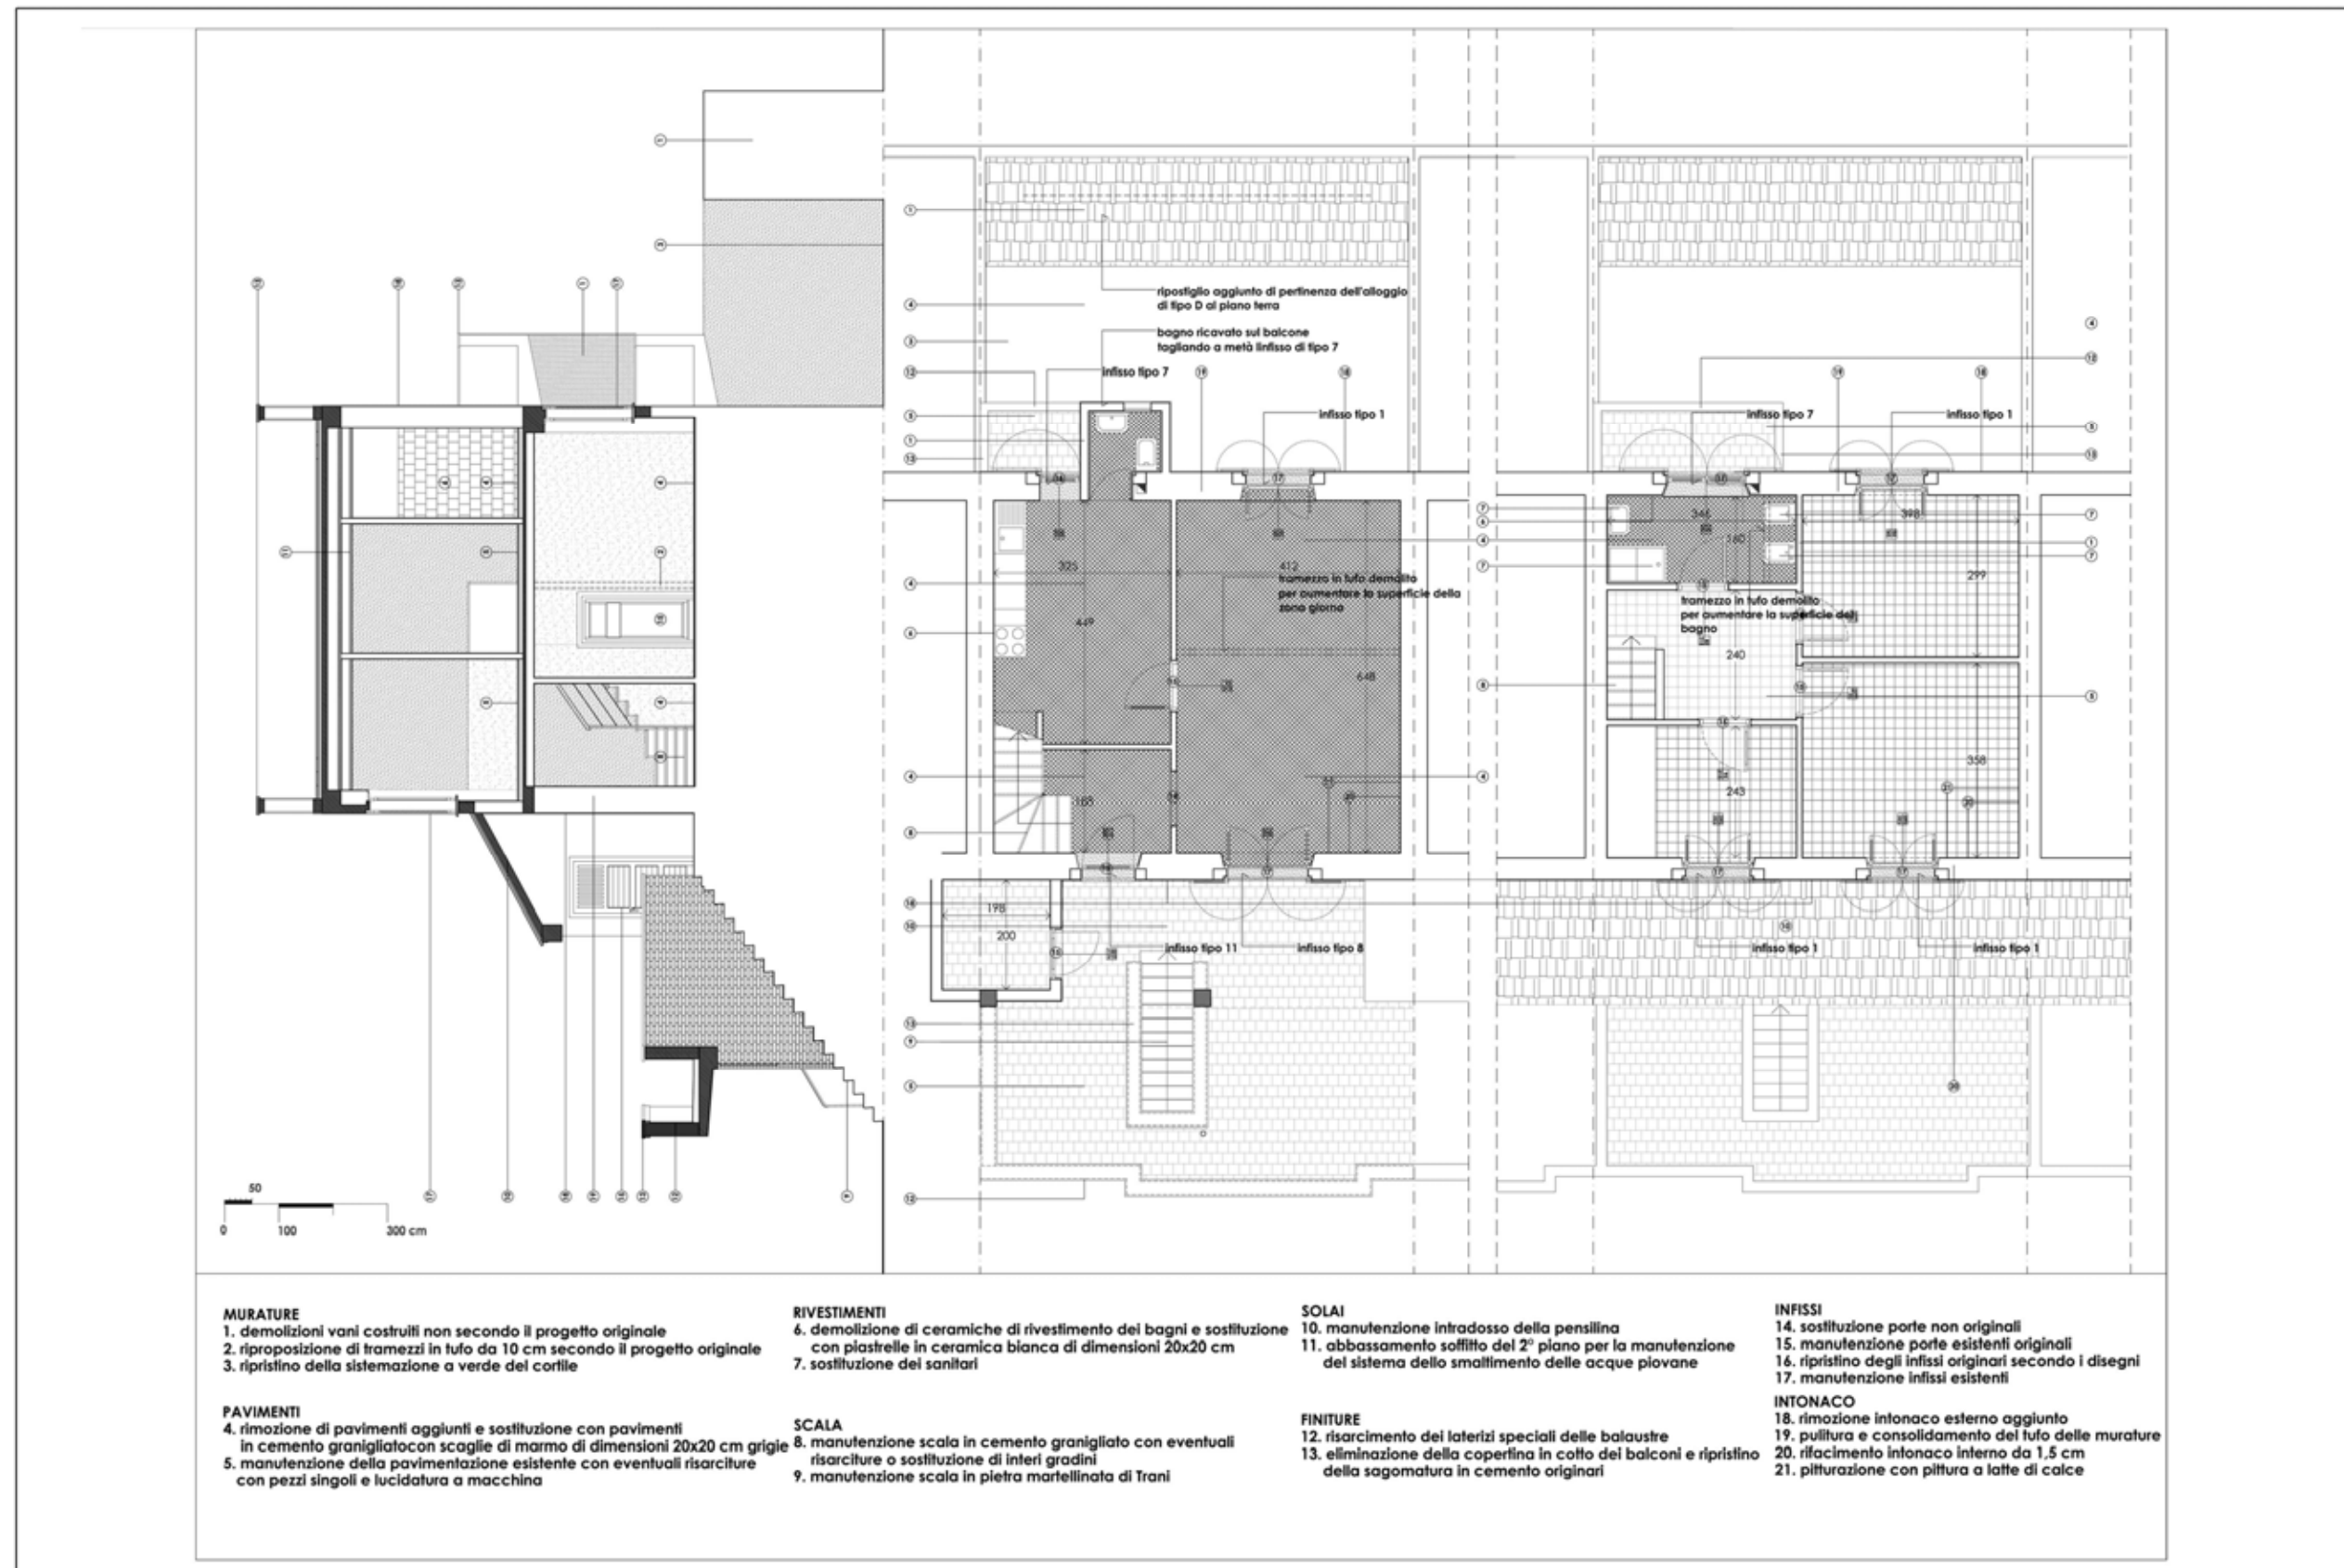 ripostiglio aggiunto di pertinenza dell'alloggio
di tipo D al piano terra
bagno ricavato sul balcone
tagliando a metà linfisso di tipo 7
infisso tipo 7
infisso tipo 1
infisso tipo 7
infisso tipo 1
325
412
tramezzo in tufo demolito
per aumentare la superficie della
zona giorno
449
648
346
398
160
299
tramezzo in tufo demolito
per aumentare la superficie del
bagno
240
358
243
198
200
infisso tipo 11
infisso tipo 8
infisso tipo 1
infisso tipo 1
50
0
100
300 cm
MURATURE
1. demolizioni vani costruiti non secondo il progetto originale
2. riproposizione di tramezzi in tufo da 10 cm secondo il progetto originale
3. ripristino della sistemazione a verde del cortile
PAVIMENTI
4. rimozione di pavimenti aggiunti e sostituzione con pavimenti
in cemento granigliatocon scaglie di marmo di dimensioni 20x20 cm grigie
5. manutenzione della pavimentazione esistente con eventuali risarciture
con pezzi singoli e lucidatura a macchina
RIVESTIMENTI
6. demolizione di ceramiche di rivestimento dei bagni e sostituzione
con piastrelle in ceramica bianca di dimensioni 20x20 cm
7. sostituzione dei sanitari
SCALA
8. manutenzione scala in cemento granigliato con eventuali
risarciture o sostituzione di interi gradini
9. manutenzione scala in pietra martellinata di Trani
SOLAI
10. manutenzione intradosso della pensilina
11. abbassamento soffitto del 2° piano per la manutenzione
del sistema dello smaltimento delle acque piovane
FINITURE
12. risarcimento dei laterizi speciali delle balaustre
13. eliminazione della copertina in cotto dei balconi e ripristino
della sagomatura in cemento originari
INFISSI
14. sostituzione porte non originali
15. manutenzione porte esistenti originali
16. ripristino degli infissi originari secondo i disegni
17. manutenzione infissi esistenti
INTONACO
18. rimozione intonaco esterno aggiunto
19. pulitura e consolidamento del tufo delle murature
20. rifacimento intonaco interno da 1,5 cm
21. pitturazione con pittura a latte di calce